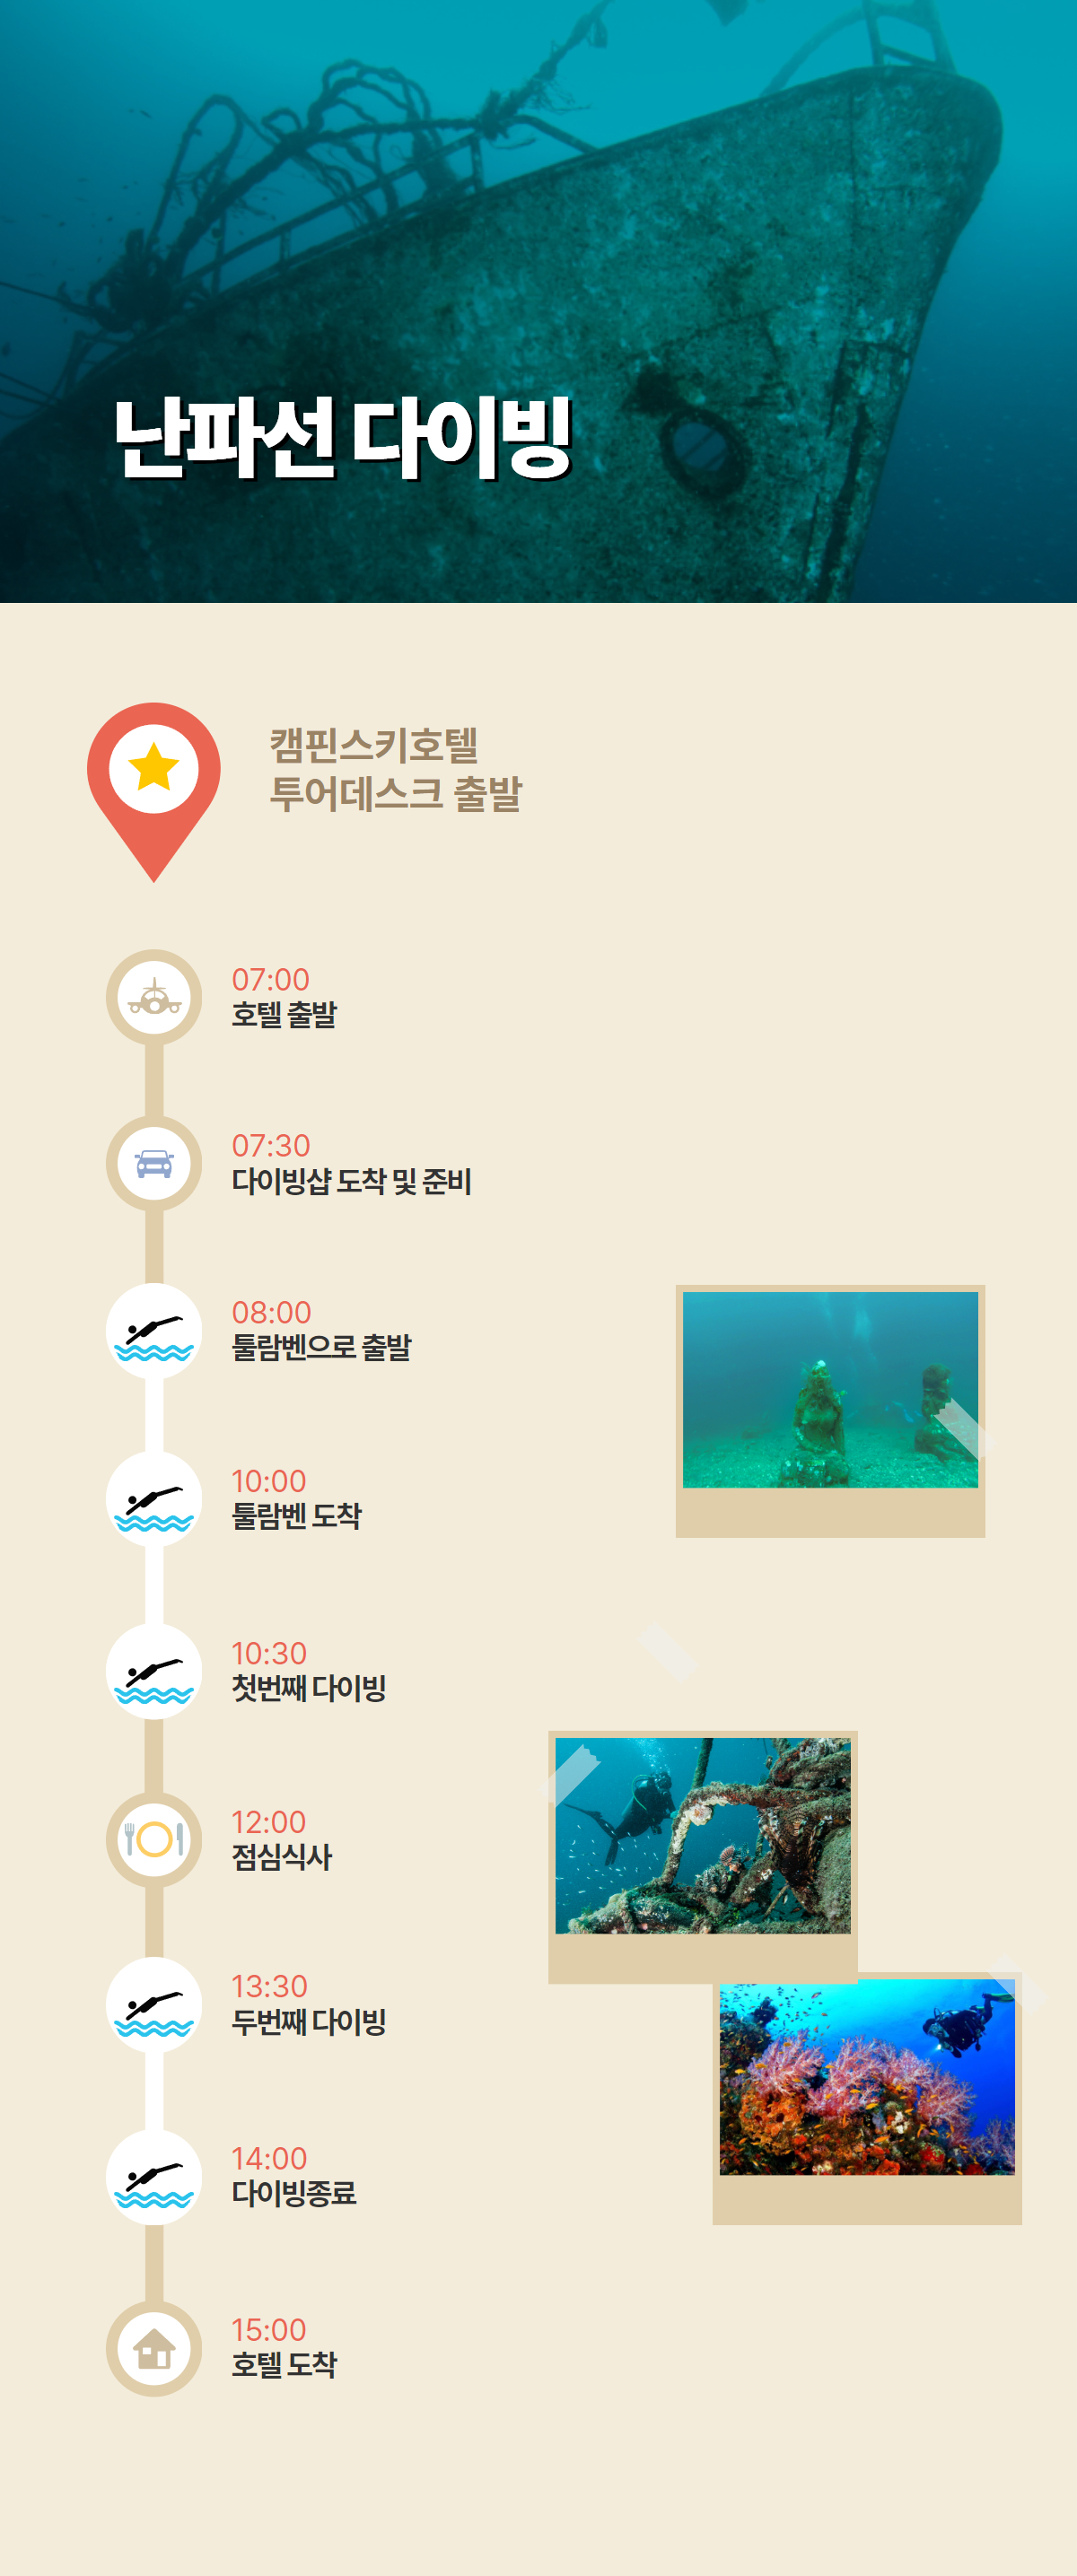 난파선 다이빙
캠핀스키호텔
투어데스크 출발
07:00
호텔 출발
07:30
다이빙샵 도착 및 준비
08:00
툴람벤으로 출발
10:00
툴람벤 도착
10:30
첫번째 다이빙
12:00
점심식사
13:30
두번째 다이빙
14:00
다이빙종료
15:00
호텔 도착